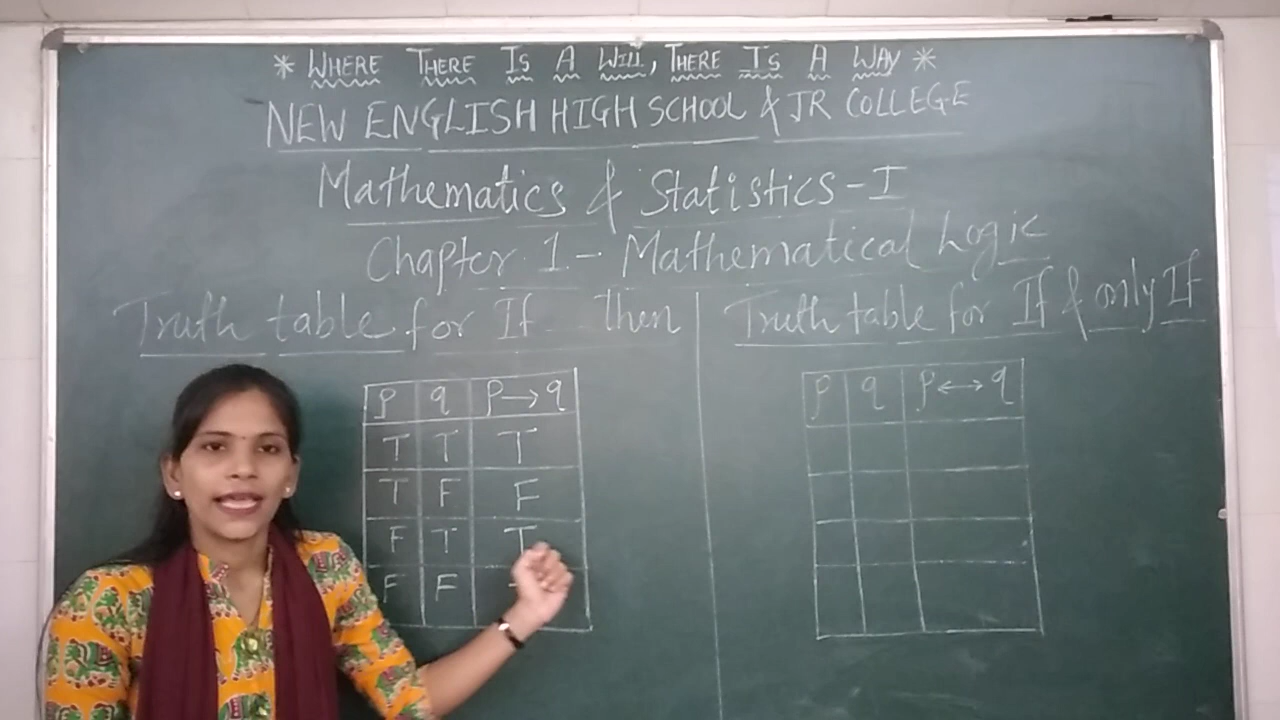 * WHERE THERE IS A WILL, THERE IS A WAY *
NEW ENGLISH HIGH SCHOOL & JR COLLEGE
Mathematics & Statistics - I
Chapter 1 - Mathematical Logic
Truth table for If then
p q p → q
T T T
T F F
F T T
F F
Truth table for If & only If
p q p ↔ q